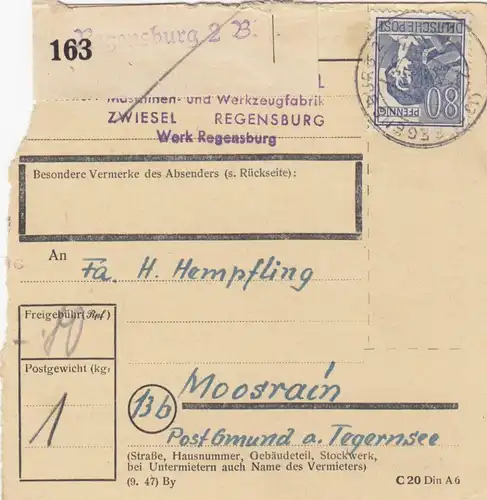 163
Regensburg 2 B.
Maschinen- und Werkzeugfabrik
ZWIESEL REGENSBURG
Werk Regensburg
DEUTSCHE POST
80
PFENNIG
Besondere Vermerke des Absenders (s. Rückseite):
An
Fa. H. Hempfling
Freigebühr (Rpf)
Postgewicht (kg)
1
13b
Moosrain
Post Gmund a. Tegernsee
(Straße, Hausnummer, Gebäudeteil, Stockwerk,
bei Untermietern auch Name des Vermieters)
(9. 47) By
C 20 Din A 6